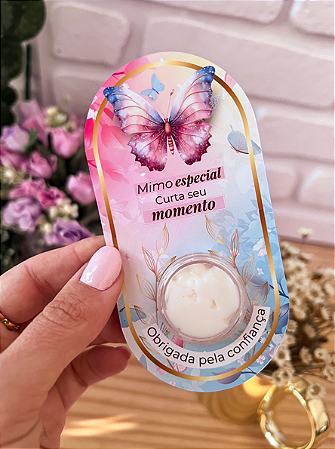 Mimo especial
Curta seu
momento
Obrigada pela confiança